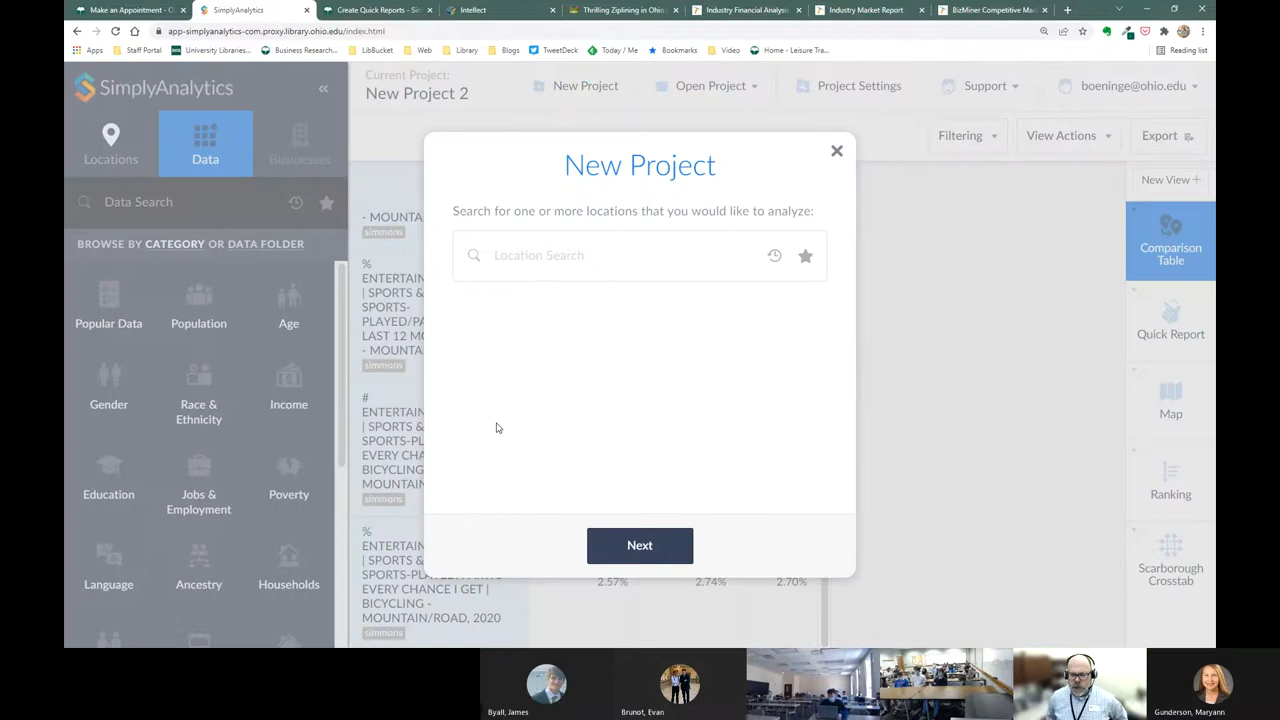 Make an Appointment - O
SimplyAnalytics
Create Quick Reports - Sim
Intellect
Thrilling Ziplining in Ohio
Industry Financial Analysis
Industry Market Report
BizMiner Competitive Mar
app-simplyanalytics-com.proxy.library.ohio.edu/index.html
Apps
Staff Portal
University Libraries...
Business Research...
LibBucket
Web
Library
Blogs
TweetDeck
Today / Me
Bookmarks
Video
Home - Leisure Tra...
Reading list
SimplyAnalytics
Current Project:
New Project 2
New Project
Open Project
Project Settings
Support
boeninge@ohio.edu
Locations
Data
Businesses
Filtering
View Actions
Export
Data Search
BROWSE BY CATEGORY OR DATA FOLDER
Popular Data
Population
Age
Gender
Race &
Ethnicity
Income
Education
Jobs &
Employment
Poverty
Language
Ancestry
Households
- MOUNTA
simmons
%
ENTERTAIN
| SPORTS &
SPORTS-
PLAYED/PA
LAST 12 MO
- MOUNTA
simmons
#
ENTERTAIN
| SPORTS &
SPORTS-PL
EVERY CHA
BICYCLING
MOUNTAIN
simmons
%
ENTERTAIN
| SPORTS &
EVERY CHANCE I GET |
BICYCLING -
MOUNTAIN/ROAD, 2020
simmons
2.57%
2.74%
2.70%
New Project
Search for one or more locations that you would like to analyze:
Location Search
Next
New View +
Comparison
Table
Quick Report
Map
Ranking
Scarborough
Crosstab
Byall, James
Brunot, Evan
Gunderson, Maryann